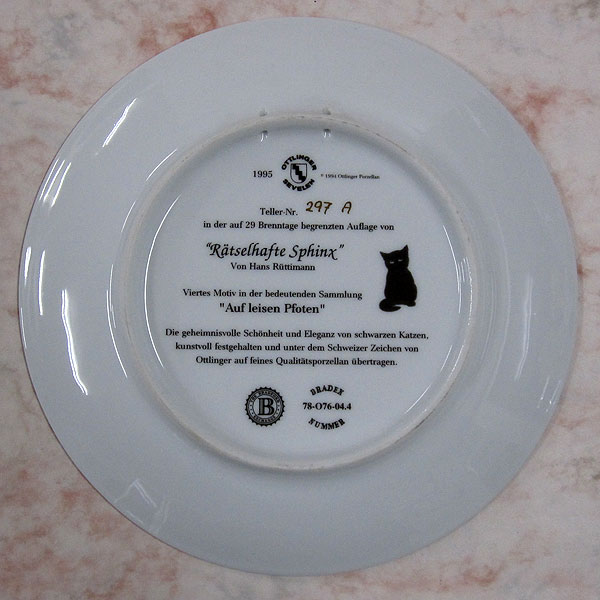 1995
OTTLINGER
SEVELEN
© 1994 Ottlinger Porzellan
Teller-Nr. 297 A
in der auf 29 Brenntage begrenzten Auflage von
"Rätselhafte Sphinx"
Von Hans Rüttimann
Viertes Motiv in der bedeutenden Sammlung
"Auf leisen Pfoten"
Die geheimnisvolle Schönheit und Eleganz von schwarzen Katzen,
kunstvoll festgehalten und unter dem Schweizer Zeichen von
Ottlinger auf feines Qualitätsporzellan übertragen.
B
BRADEX
78-O76-04.4
NUMMER